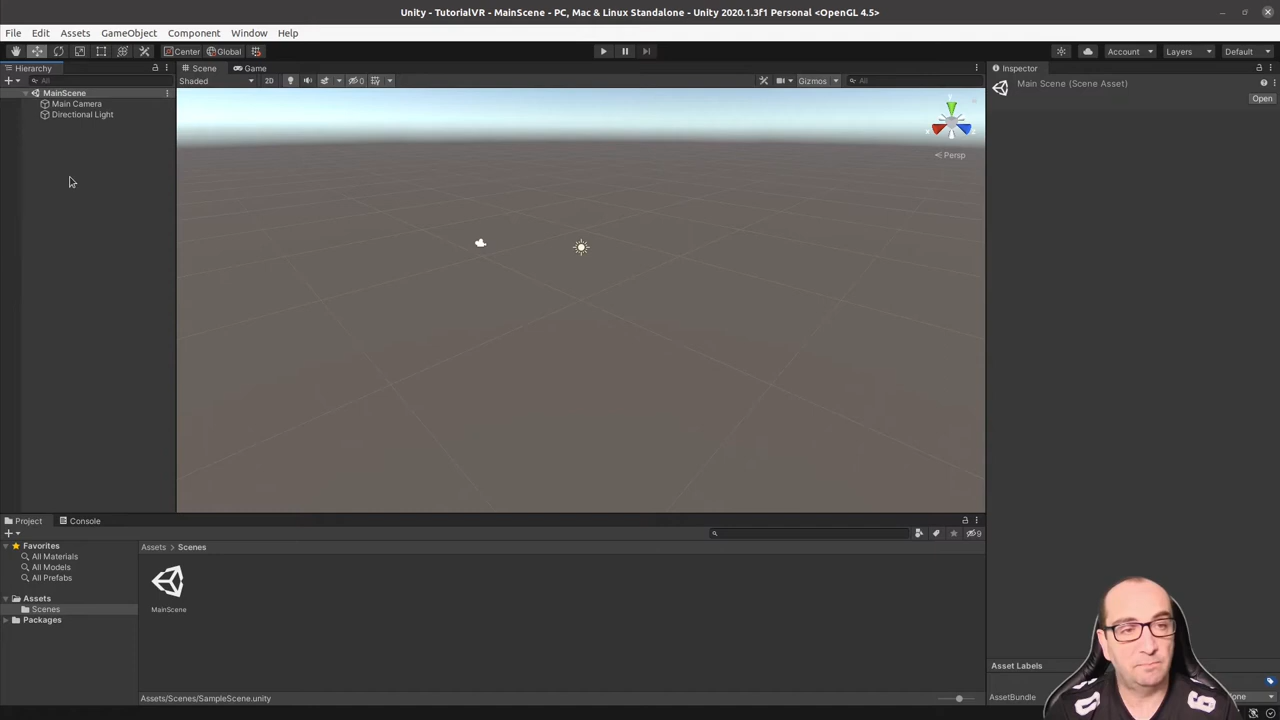 Unity - TutorialVR - MainScene - PC, Mac & Linux Standalone - Unity 2020.1.3f1 Personal <OpenGL 4.5>
File Edit Assets GameObject Component Window Help
Center Global Account Layers Default
Hierarchy Scene Game Inspector
All Shaded 2D 0 Gizmos All
Main Scene (Scene Asset)
Open
MainScene
Main Camera
Directional Light
Persp
Project Console
9
Favorites
All Materials
All Models
All Prefabs
Assets
Scenes
Packages
Assets > Scenes
MainScene
Assets/Scenes/SampleScene.unity
Asset Labels
AssetBundle